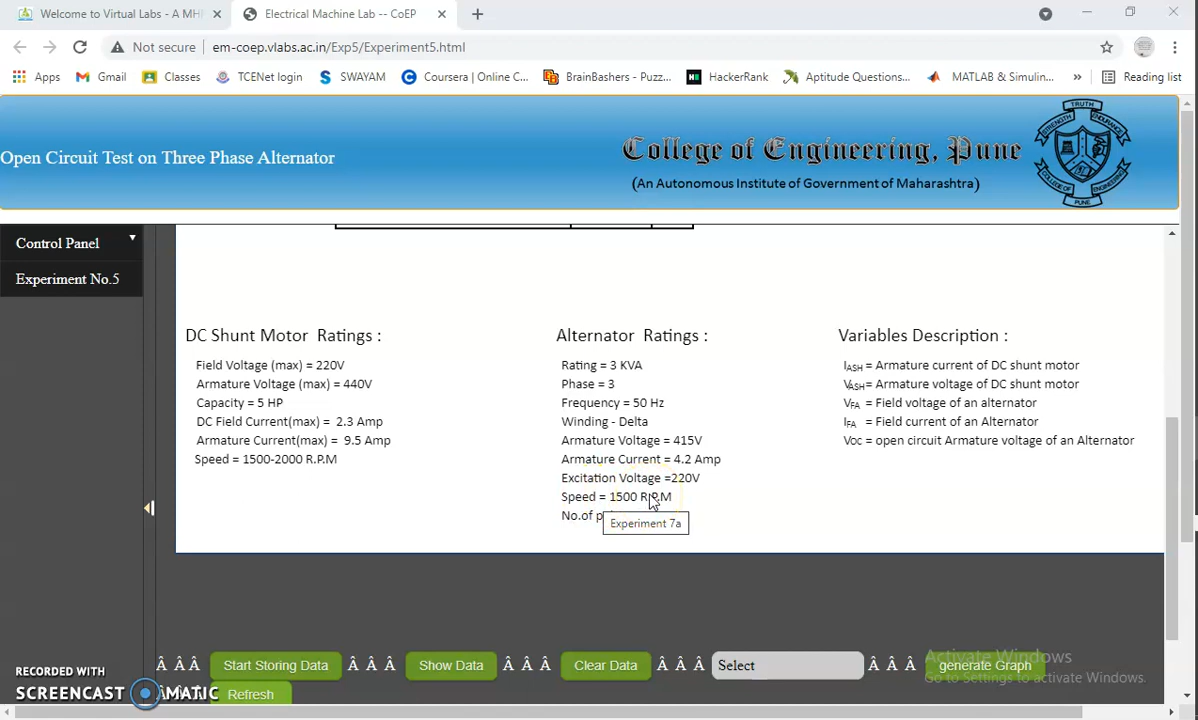 Welcome to Virtual Labs - A MH
Electrical Machine Lab -- CoEP
Not secure
em-coep.vlabs.ac.in/Exp5/Experiment5.html
Apps
Gmail
Classes
TCENet login
SWAYAM
Coursera | Online C...
BrainBashers - Puzz...
HackerRank
Aptitude Questions...
MATLAB & Simulin...
»
Reading list
Open Circuit Test on Three Phase Alternator
College of Engineering, Pune
(An Autonomous Institute of Government of Maharashtra)
Control Panel
Experiment No.5
DC Shunt Motor Ratings :
Field Voltage (max) = 220V
Armature Voltage (max) = 440V
Capacity = 5 HP
DC Field Current(max) = 2.3 Amp
Armature Current(max) = 9.5 Amp
Speed = 1500-2000 R.P.M
Alternator Ratings :
Rating = 3 KVA
Phase = 3
Frequency = 50 Hz
Winding - Delta
Armature Voltage = 415V
Armature Current = 4.2 Amp
Excitation Voltage =220V
Speed = 1500 R.P.M
No.of
Experiment 7a
Variables Description :
IASH = Armature current of DC shunt motor
VASH= Armature voltage of DC shunt motor
VFA = Field voltage of an alternator
IFA = Field current of an Alternator
VOC = open circuit Armature voltage of an Alternator
Â Â Â Start Storing Data Â Â Â Show Data Â Â Â Clear Data Â Â Â Select Â Â Â generate Graph
Refresh
Activate Windows
Go to Settings to activate Windows.
RECORDED WITH
SCREENCAST MATIC